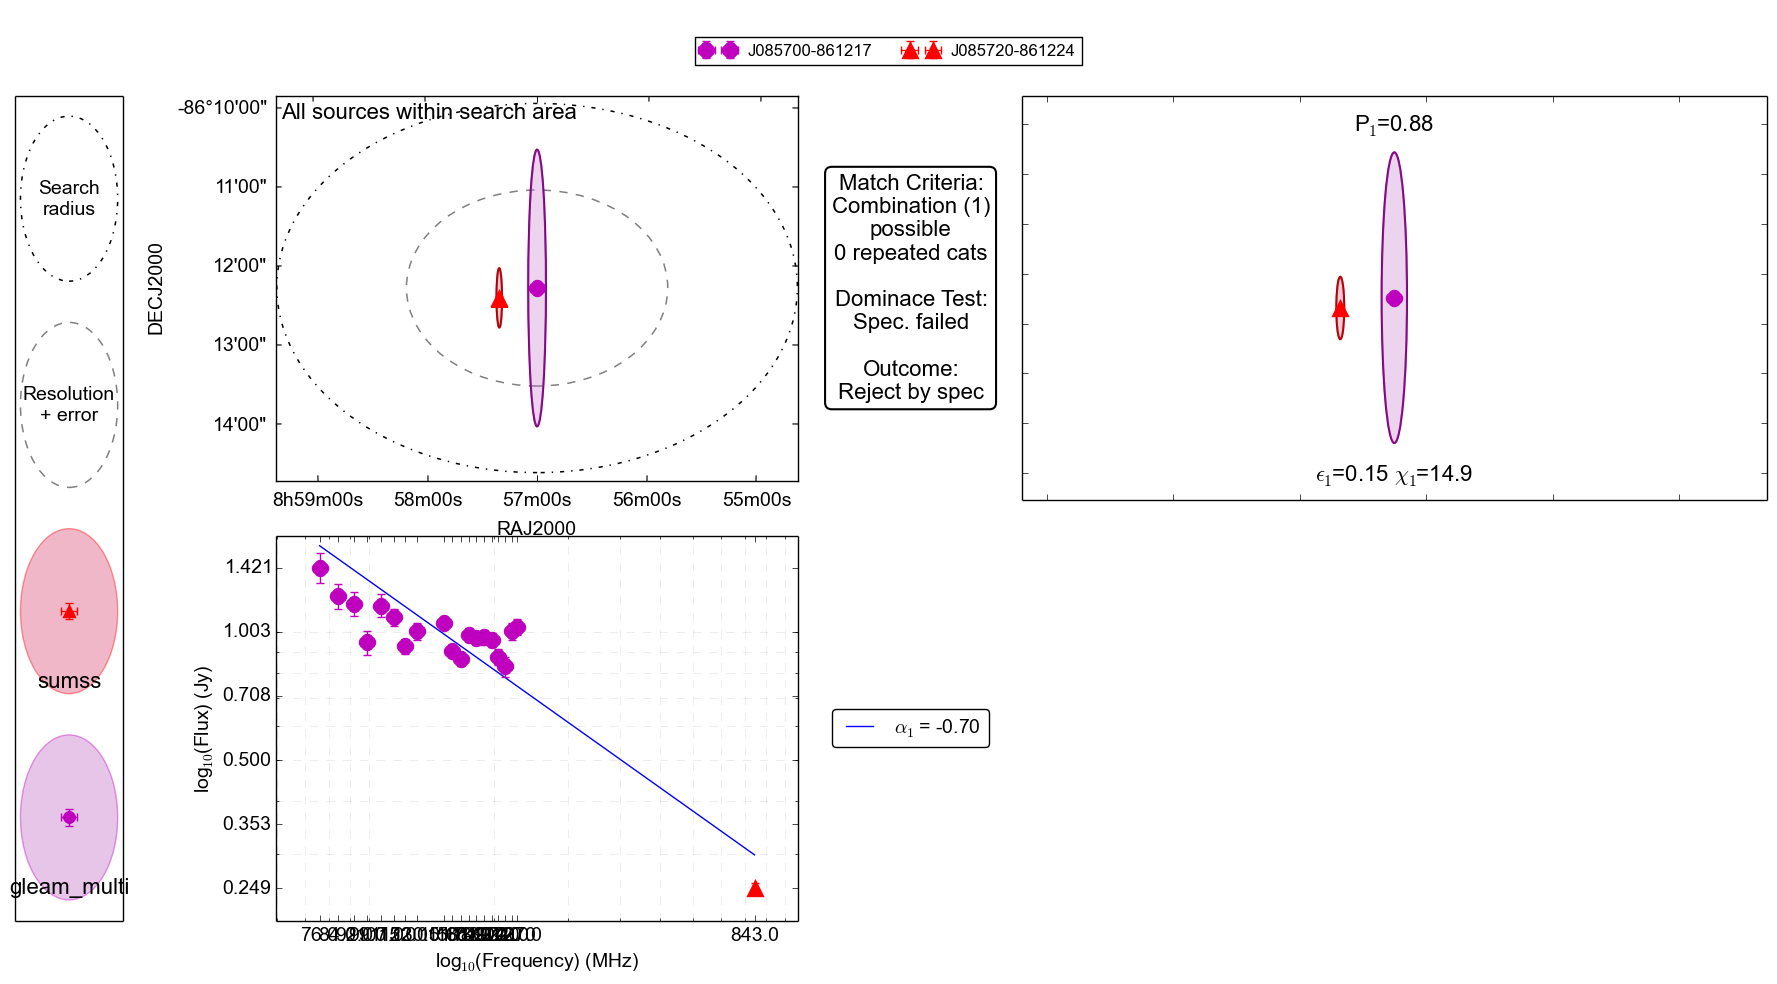 J085700-861217
J085720-861224
Search
radius
Resolution
+ error
sumss
gleam_multi
All sources within search area
DECJ2000
-86°10'00"
11'00"
12'00"
13'00"
14'00"
8h59m00s 58m00s 57m00s 56m00s 55m00s
RAJ2000
Match Criteria:
Combination (1)
possible
0 repeated cats
Dominace Test:
Spec. failed
Outcome:
Reject by spec
P₁=0.88
ϵ₁=0.15 χ₁=14.9
log₁₀(Flux) (Jy)
1.421
1.003
0.708
0.500
0.353
0.249
843.0
log₁₀(Frequency) (MHz)
α₁ = -0.70